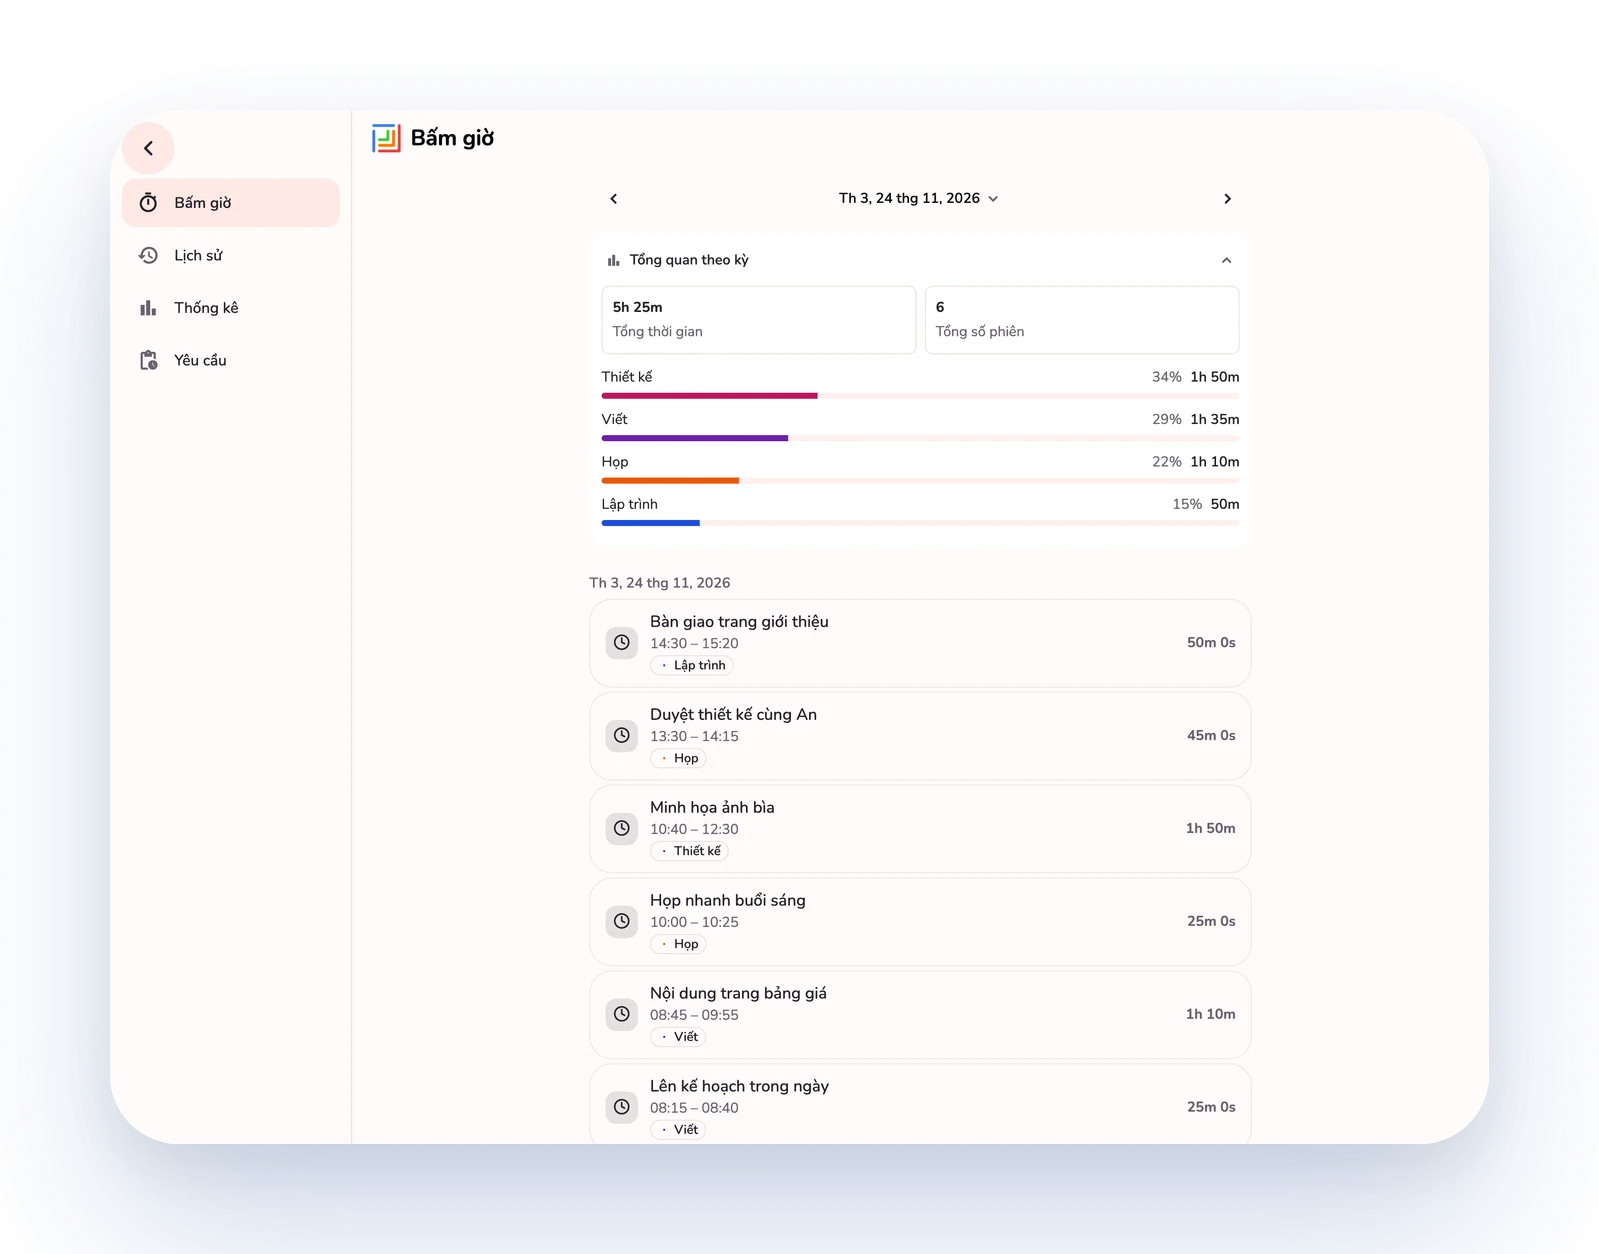 Bấm giờ
Bấm giờ
Lịch sử
Thống kê
Yêu cầu
Th 3, 24 thg 11, 2026
Tổng quan theo kỳ
5h 25m
Tổng thời gian
6
Tổng số phiên
Thiết kế 34% 1h 50m
Viết 29% 1h 35m
Họp 22% 1h 10m
Lập trình 15% 50m
Th 3, 24 thg 11, 2026
Bàn giao trang giới thiệu
14:30 – 15:20
Lập trình
50m 0s
Duyệt thiết kế cùng An
13:30 – 14:15
Họp
45m 0s
Minh họa ảnh bìa
10:40 – 12:30
Thiết kế
1h 50m
Họp nhanh buổi sáng
10:00 – 10:25
Họp
25m 0s
Nội dung trang bảng giá
08:45 – 09:55
Viết
1h 10m
Lên kế hoạch trong ngày
08:15 – 08:40
Viết
25m 0s